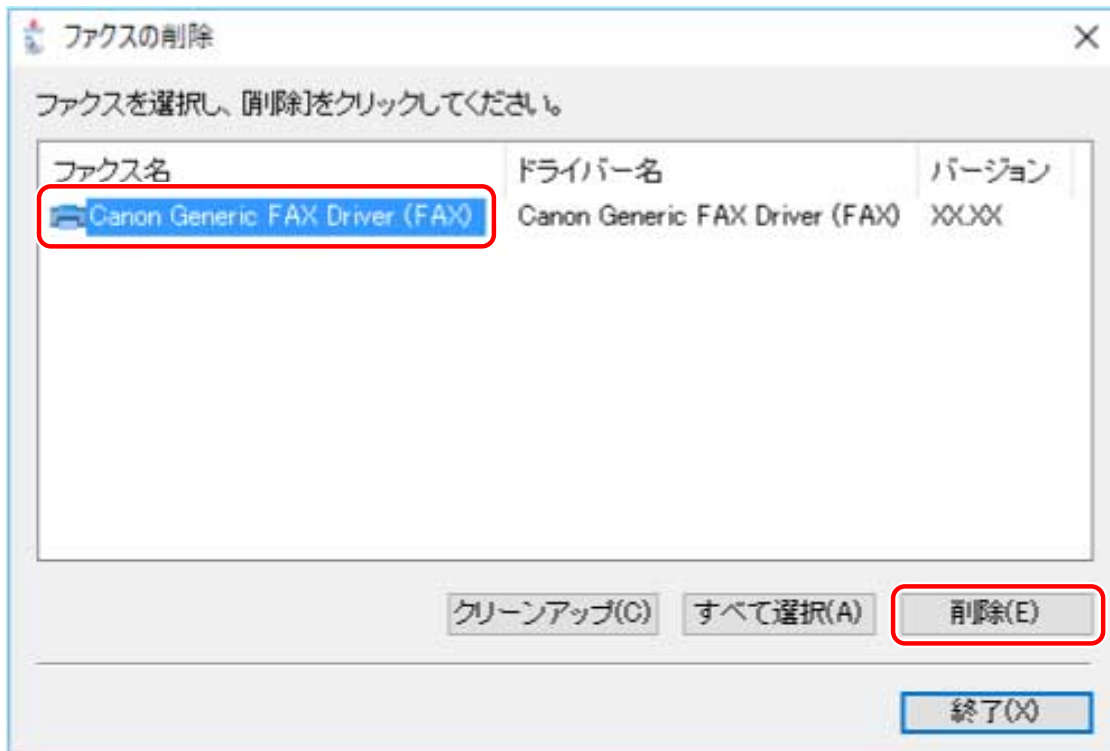 ファクスの削除
ファクスを選択し、[削除]をクリックしてください。
ファクス名 ドライバー名 バージョン
Canon Generic FAX Driver (FAX) Canon Generic FAX Driver (FAX) XX.XX
クリーンアップ(C) すべて選択(A) 削除(E)
終了(X)